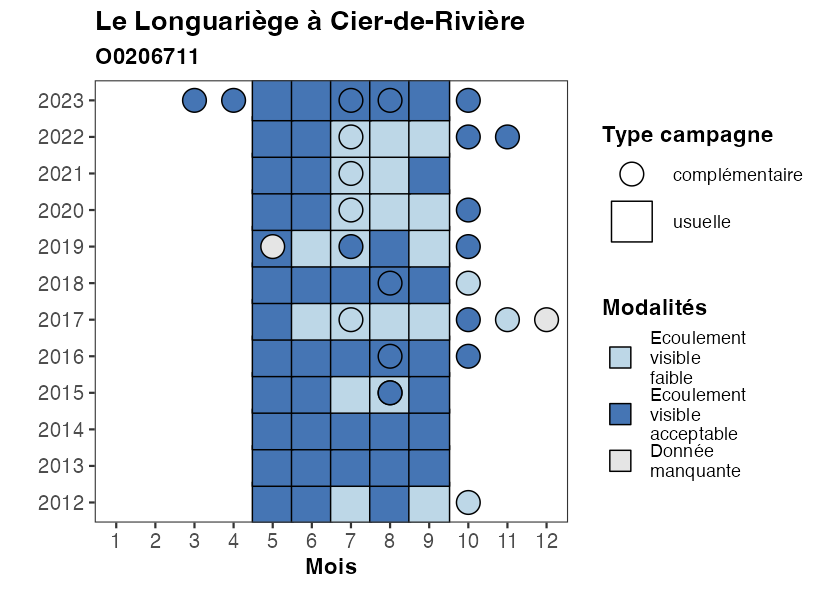 Le Longuariège à Cier-de-Rivière
O0206711
2023
2022
2021
2020
2019
2018
2017
2016
2015
2014
2013
2012
1 2 3 4 5 6 7 8 9 10 11 12
Mois
Type campagne
complémentaire
usuelle
Modalités
Ecoulement
visible
faible
Ecoulement
visible
acceptable
Donnée
manquante